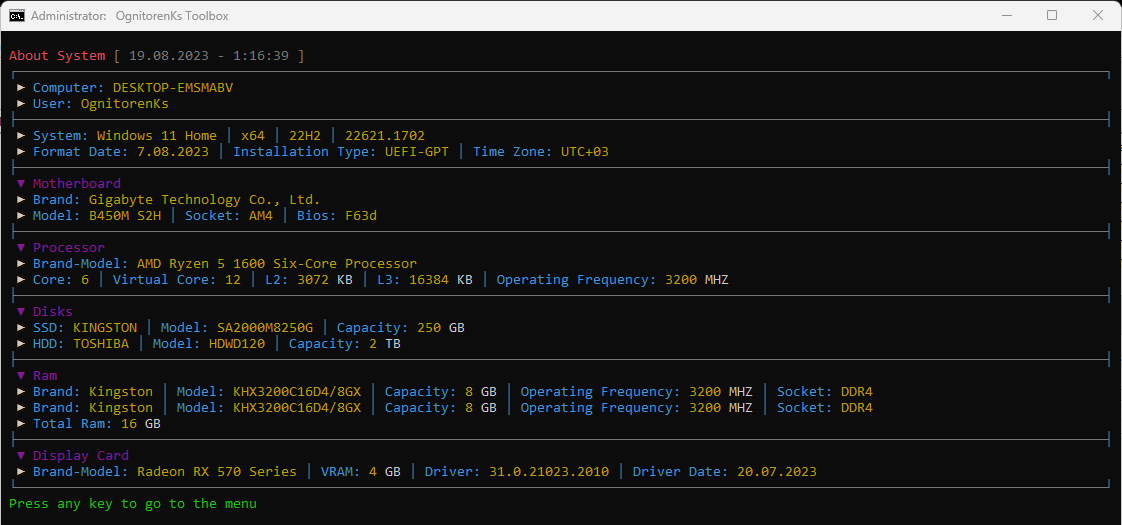 Administrator: OgnitorenKs Toolbox
About System [ 19.08.2023 - 1:16:39 ]
► Computer: DESKTOP-EMSMABV
► User: OgnitorenKs
► System: Windows 11 Home │ x64 │ 22H2 │ 22621.1702
► Format Date: 7.08.2023 │ Installation Type: UEFI-GPT │ Time Zone: UTC+03
▼ Motherboard
► Brand: Gigabyte Technology Co., Ltd.
► Model: B450M S2H │ Socket: AM4 │ Bios: F63d
▼ Processor
► Brand-Model: AMD Ryzen 5 1600 Six-Core Processor
► Core: 6 │ Virtual Core: 12 │ L2: 3072 KB │ L3: 16384 KB │ Operating Frequency: 3200 MHZ
▼ Disks
► SSD: KINGSTON │ Model: SA2000M8250G │ Capacity: 250 GB
► HDD: TOSHIBA │ Model: HDWD120 │ Capacity: 2 TB
▼ Ram
► Brand: Kingston │ Model: KHX3200C16D4/8GX │ Capacity: 8 GB │ Operating Frequency: 3200 MHZ │ Socket: DDR4
► Brand: Kingston │ Model: KHX3200C16D4/8GX │ Capacity: 8 GB │ Operating Frequency: 3200 MHZ │ Socket: DDR4
► Total Ram: 16 GB
▼ Display Card
► Brand-Model: Radeon RX 570 Series │ VRAM: 4 GB │ Driver: 31.0.21023.2010 │ Driver Date: 20.07.2023
Press any key to go to the menu